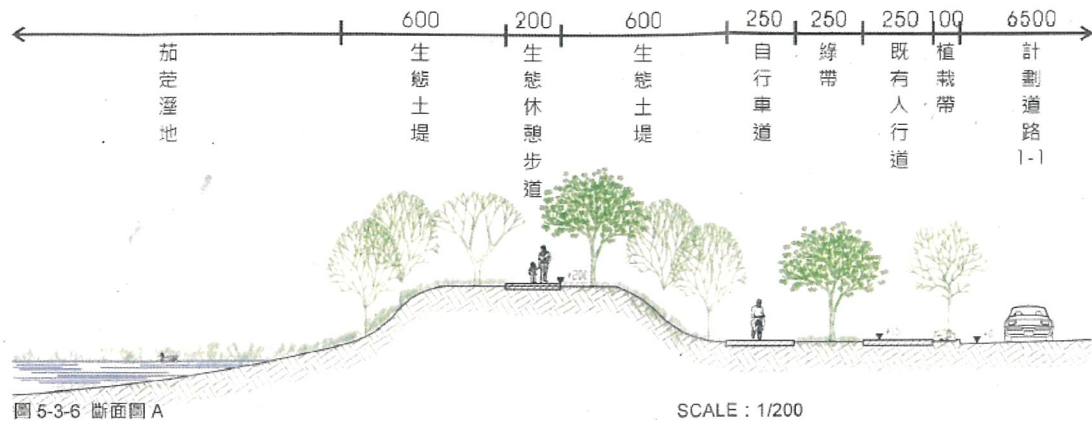 600 200 600 250 250 250 100 6500
茄萣溼地
生態土堤
生態休憩步道
生態土堤
自行車道
綠帶
既有人行道
植栽帶
計劃道路1-1
圖 5-3-6 斷面圖 A
SCALE : 1/200